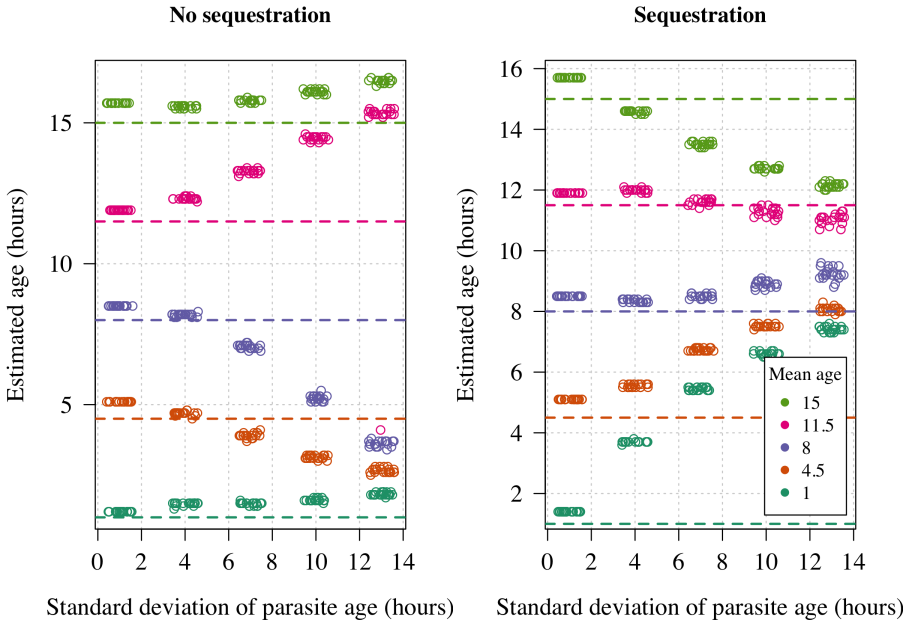 No sequestration
Estimated age (hours)
15
10
5
0 2 4 6 8 10 12 14
Standard deviation of parasite age (hours)
Sequestration
Estimated age (hours)
16
14
12
10
8
6
4
2
Mean age
15
11.5
8
4.5
1
0 2 4 6 8 10 12 14
Standard deviation of parasite age (hours)